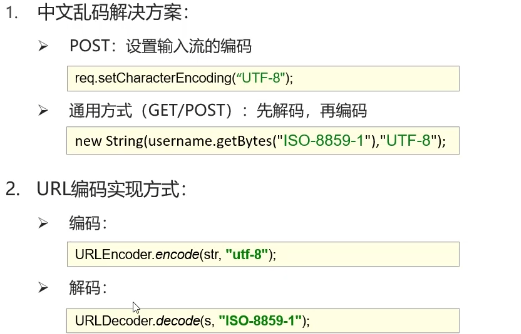 1. 中文乱码解决方案：
➢ POST：设置输入流的编码
req.setCharacterEncoding(“UTF-8”);
➢ 通用方式（GET/POST）：先解码，再编码
new String(username.getBytes("ISO-8859-1"),"UTF-8");
2. URL编码实现方式：
➢ 编码：
URLEncoder.encode(str, "utf-8");
➢ 解码：
URLDecoder.decode(s, "ISO-8859-1");